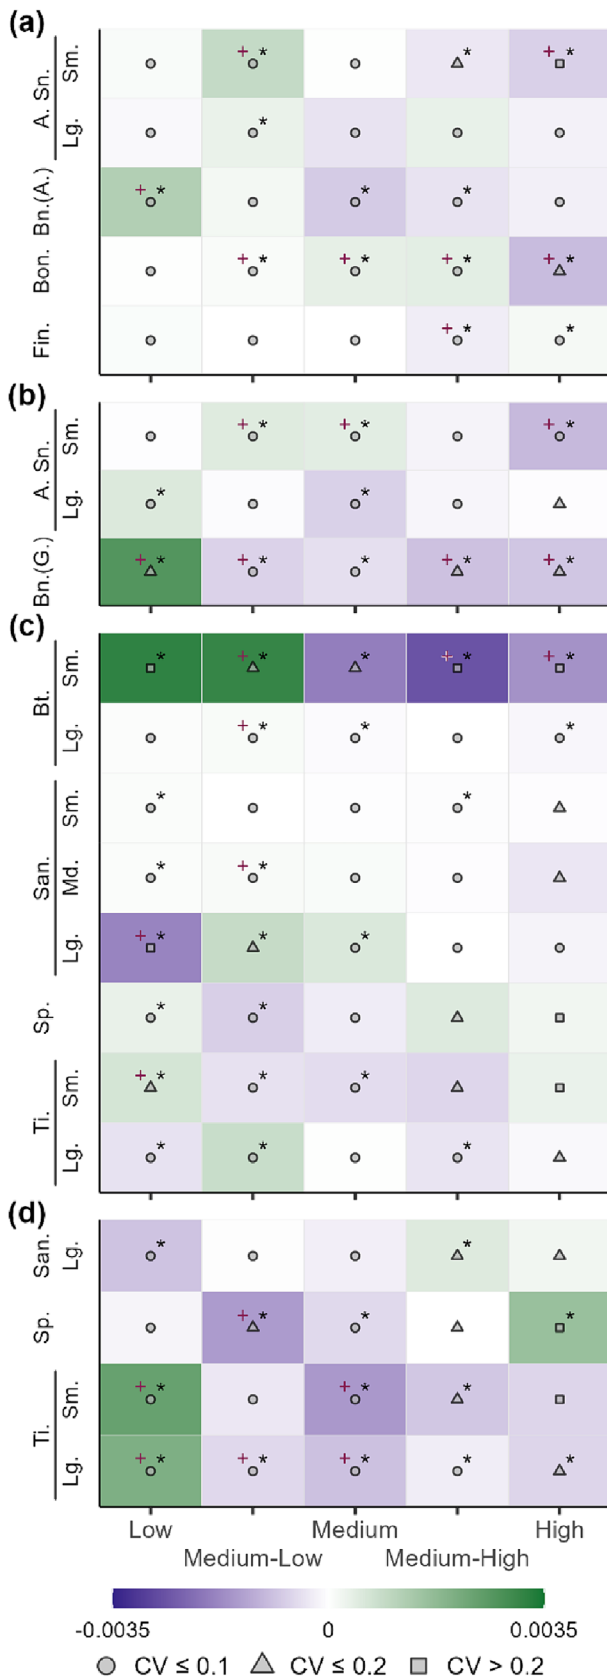 (a)
A. Sn.
Sm.
Lg.
Bn.(A.)
Bon.
Fin.
(b)
A. Sn.
Sm.
Lg.
Bn.(G.)
(c)
Bt.
Sm.
Lg.
San.
Sm.
Md.
Lg.
Sp.
Ti.
Sm.
Lg.
(d)
San.
Lg.
Sp.
Ti.
Sm.
Lg.
Low Medium High
Medium-Low Medium-High
-0.0035 0 0.0035
CV ≤ 0.1 CV ≤ 0.2 CV > 0.2